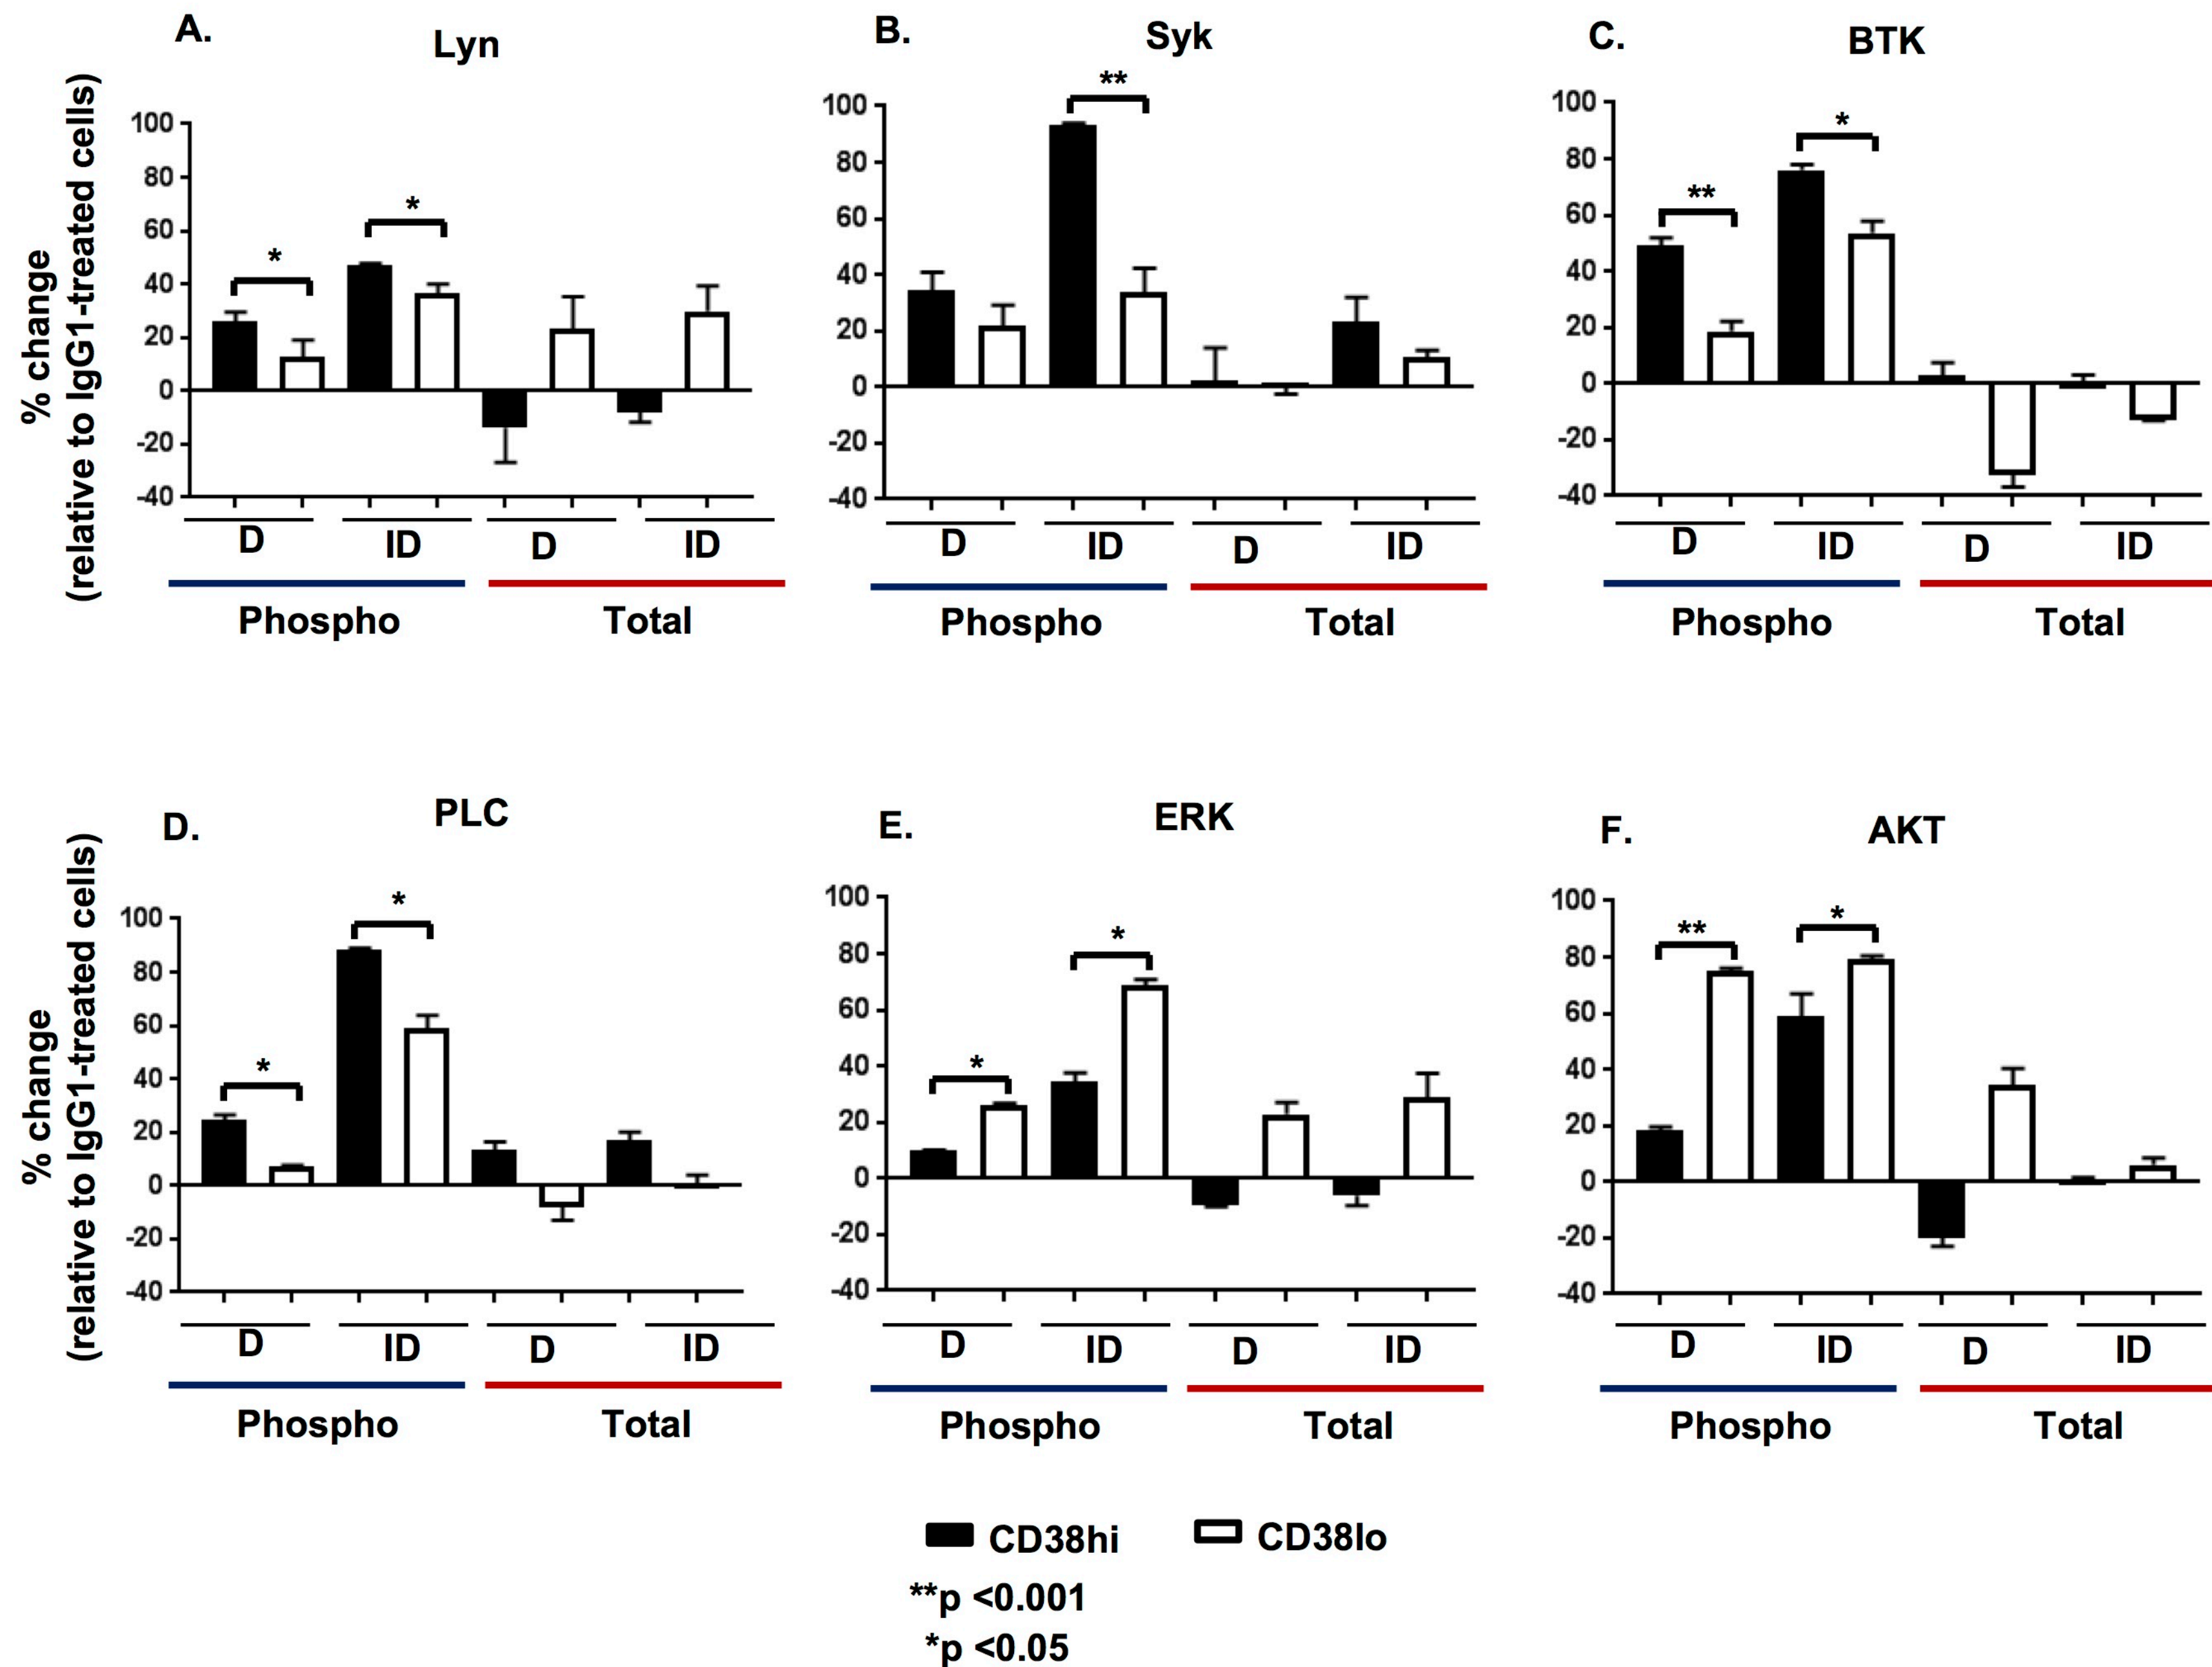 A.
Lyn
B.
Syk
C.
BTK
% change
(relative to IgG1-treated cells)
100
80
60
40
20
0
-20
-40
*
*
D
ID
D
ID
Phospho
Total
100
80
60
40
20
0
-20
-40
**
D
ID
D
ID
Phospho
Total
100
80
60
40
20
0
-20
-40
**
*
D
ID
D
ID
Phospho
Total
D.
PLC
E.
ERK
F.
AKT
% change
(relative to IgG1-treated cells)
100
80
60
40
20
0
-20
-40
*
*
D
ID
D
ID
Phospho
Total
100
80
60
40
20
0
-20
-40
*
*
D
ID
D
ID
Phospho
Total
100
80
60
40
20
0
-20
-40
**
*
D
ID
D
ID
Phospho
Total
CD38hi CD38lo
**p <0.001
*p <0.05